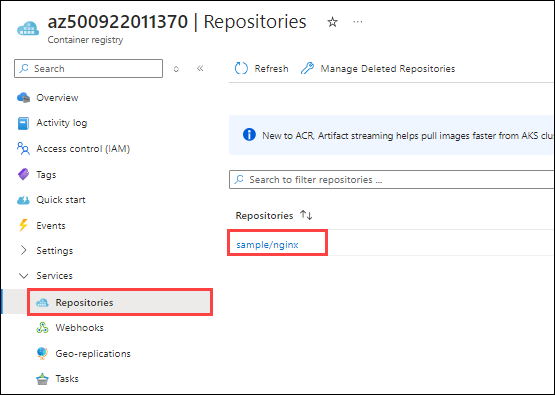 az500922011370 | Repositories
Container registry
Search
Refresh
Manage Deleted Repositories
Overview
Activity log
Access control (IAM)
Tags
Quick start
Events
Settings
Services
Repositories
Webhooks
Geo-replications
Tasks
New to ACR, Artifact streaming helps pull images faster from AKS clu
Search to filter repositories ...
Repositories
sample/nginx